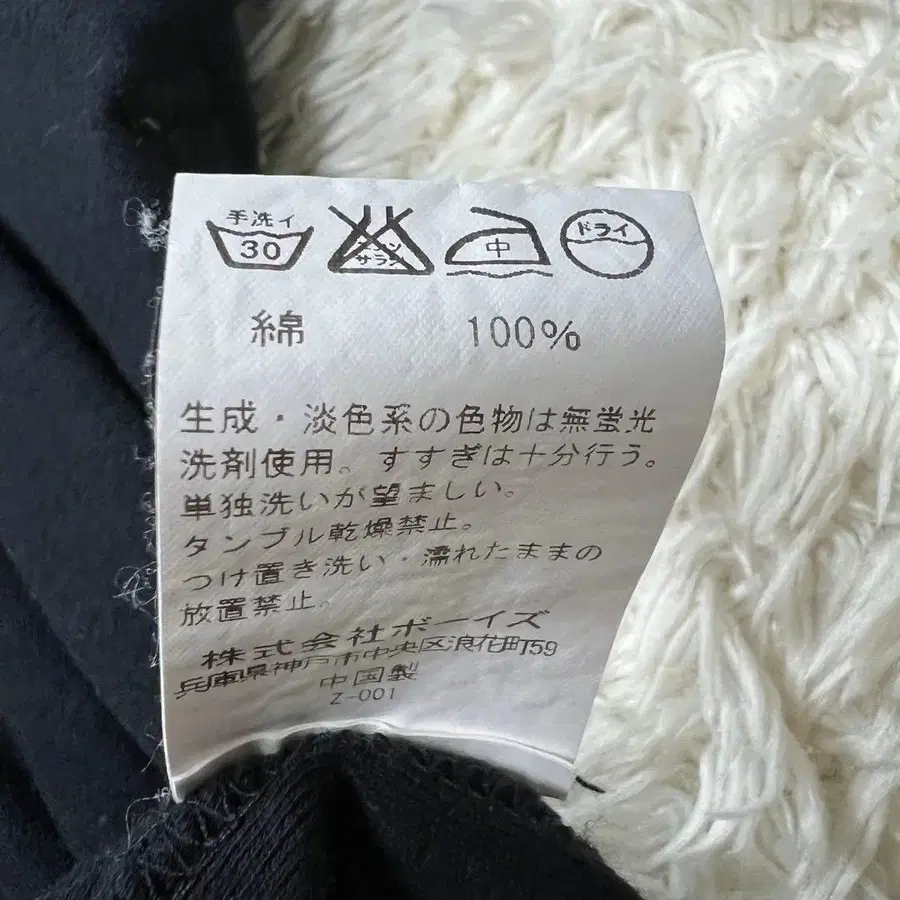 手洗イ 30 エンソサラシ 中 ドライ
綿 100%
生成・淡色系の色物は無蛍光
洗剤使用。すすぎは十分行う。
単独洗いが望ましい。
タンブル乾燥禁止。
つけ置き洗い・濡れたままの
放置禁止。
株式会社ボーイズ
兵庫県神戸市中央区浪花町59
中国製
Z-001